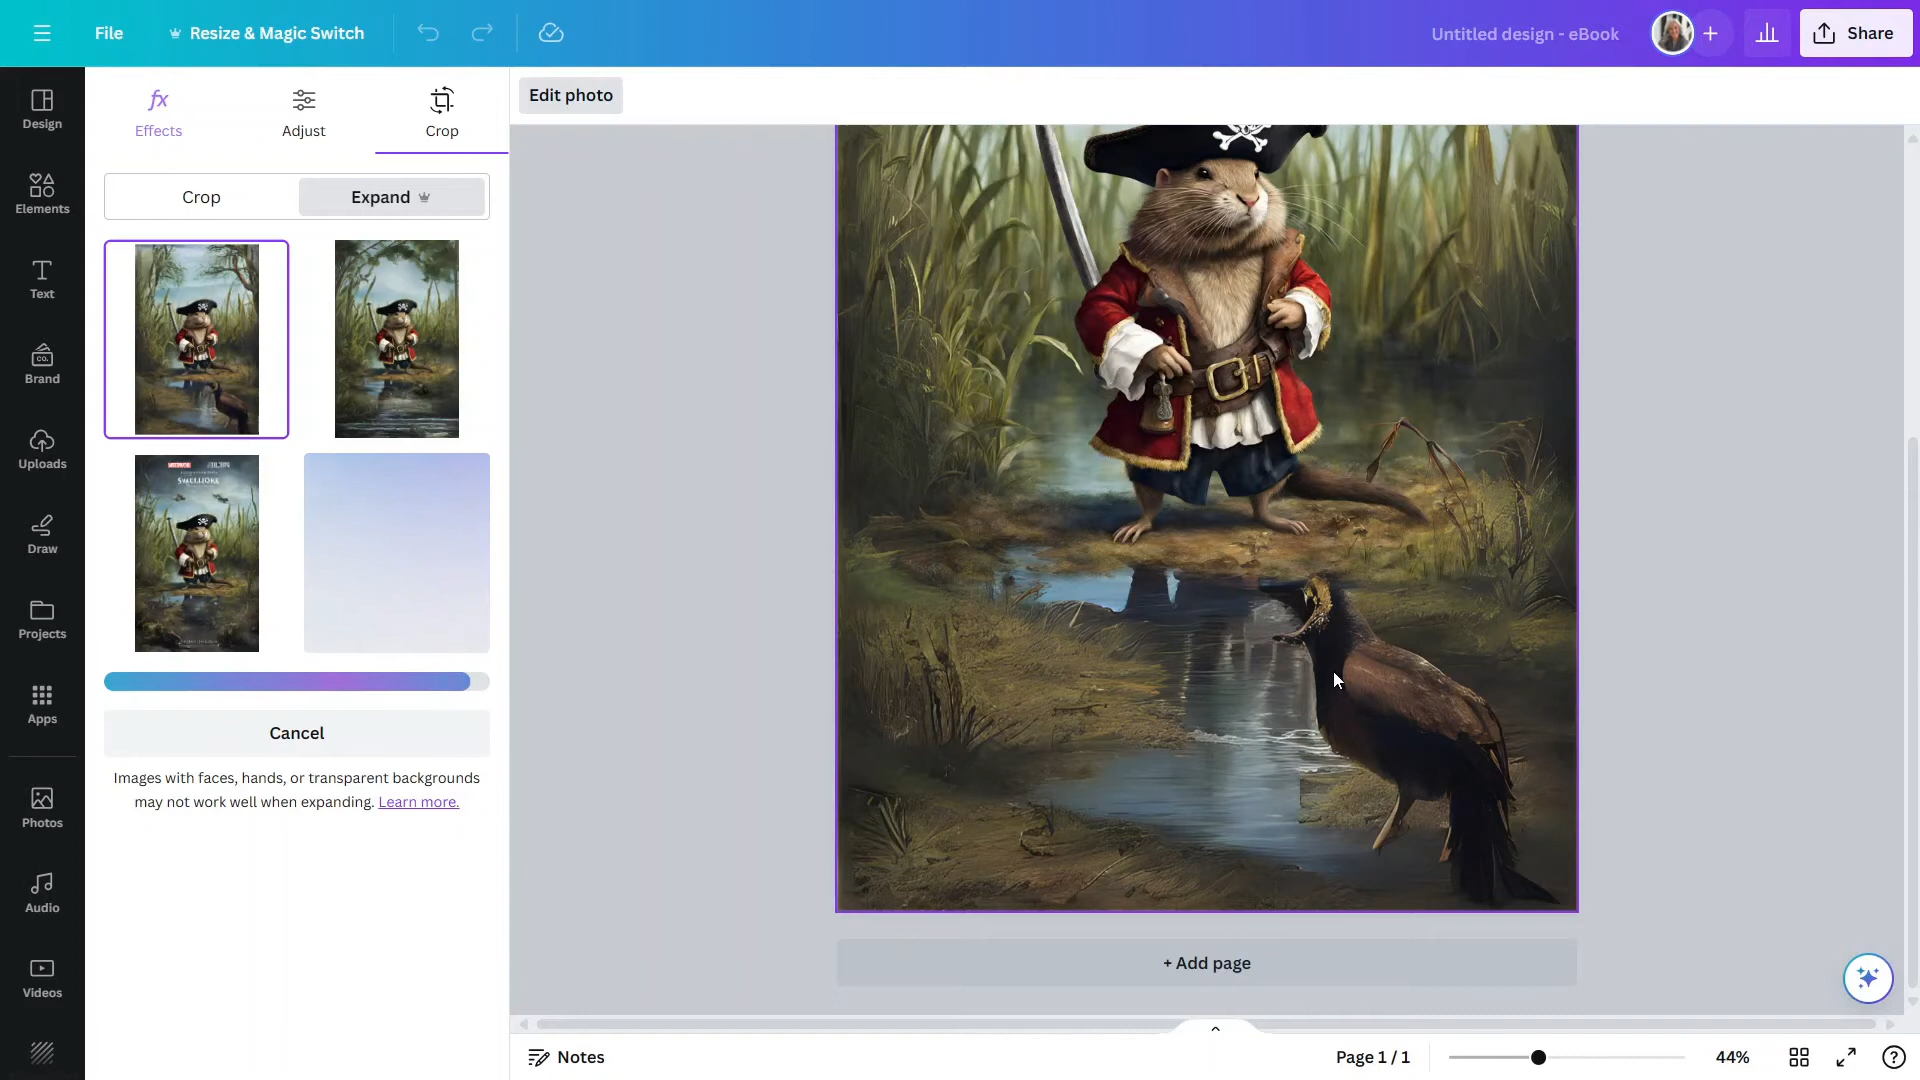 File
Resize & Magic Switch
Untitled design - eBook
Share
Design
Elements
Text
Brand
CO.
Uploads
Draw
Projects
Apps
Photos
Audio
Videos
fx
Effects
Adjust
Crop
Crop
Expand
Cancel
Images with faces, hands, or transparent backgrounds
may not work well when expanding. Learn more.
Edit photo
+ Add page
Notes
Page 1 / 1
44%